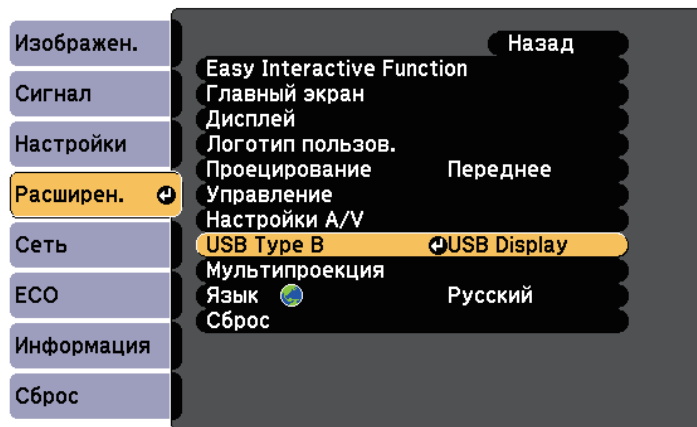 Изображен.
Сигнал
Настройки
Расширен.
Сеть
ECO
Информация
Сброс
Назад
Easy Interactive Function
Главный экран
Дисплей
Логотип пользов.
Проецирование Переднее
Управление
Настройки A/V
USB Type B USB Display
Мультипроекция
Язык Русский
Сброс